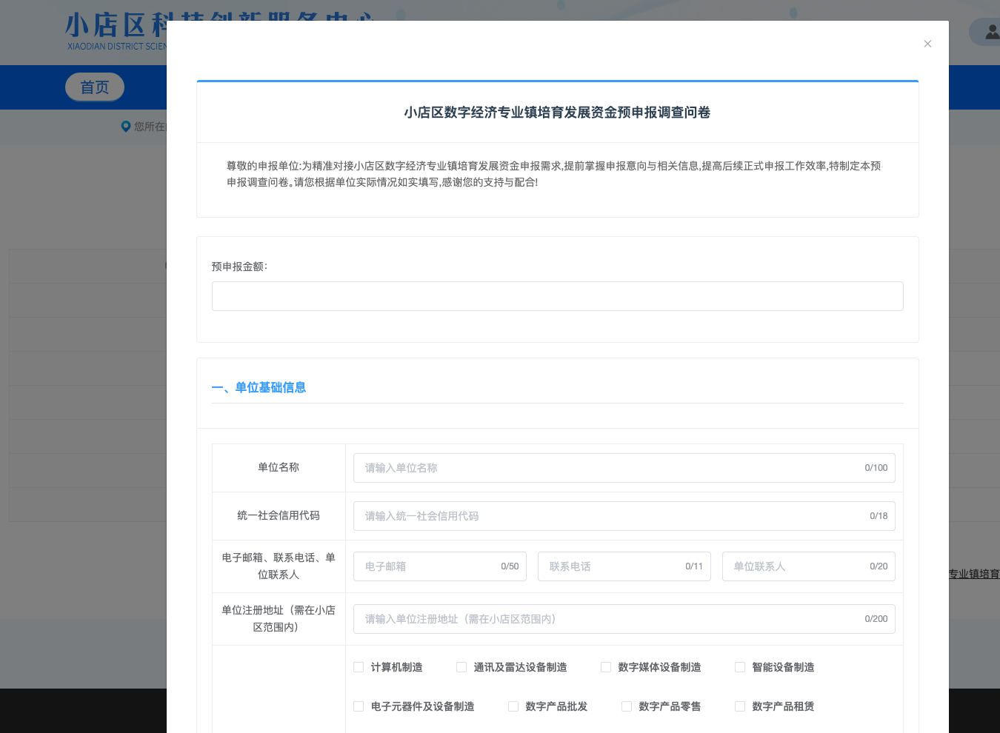 小店区科技创新服务中心
XIAODIAN DISTRICT SCIEN
首页
您所在
小店区数字经济专业镇培育发展资金预申报调查问卷
尊敬的申报单位:为精准对接小店区数字经济专业镇培育发展资金申报需求,提前掌握申报意向与相关信息,提高后续正式申报工作效率,特制定本预
申报调查问卷。请您根据单位实际情况如实填写,感谢您的支持与配合!
预申报金额：
一、单位基础信息
单位名称
请输入单位名称
0/100
统一社会信用代码
请输入统一社会信用代码
0/18
电子邮箱、联系电话、单
位联系人
电子邮箱
0/50
联系电话
0/11
单位联系人
0/20
专业镇培育
单位注册地址（需在小店
区范围内）
请输入单位注册地址（需在小店区范围内）
0/200
计算机制造
通讯及雷达设备制造
数字媒体设备制造
智能设备制造
电子元器件及设备制造
数字产品批发
数字产品零售
数字产品租赁